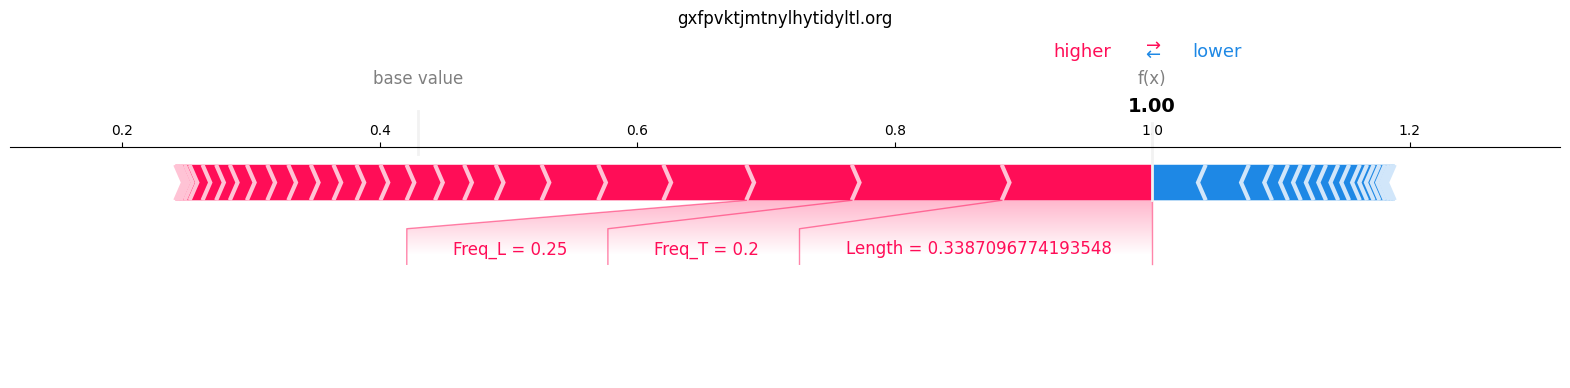 gxfpvktjmtnylhytidyltl.org
higher → lower
←
base value f(x)
1.00
0.2 0.4 0.6 0.8 1 0 1.2
Freq_L = 0.25 Freq_T = 0.2 Length = 0.3387096774193548